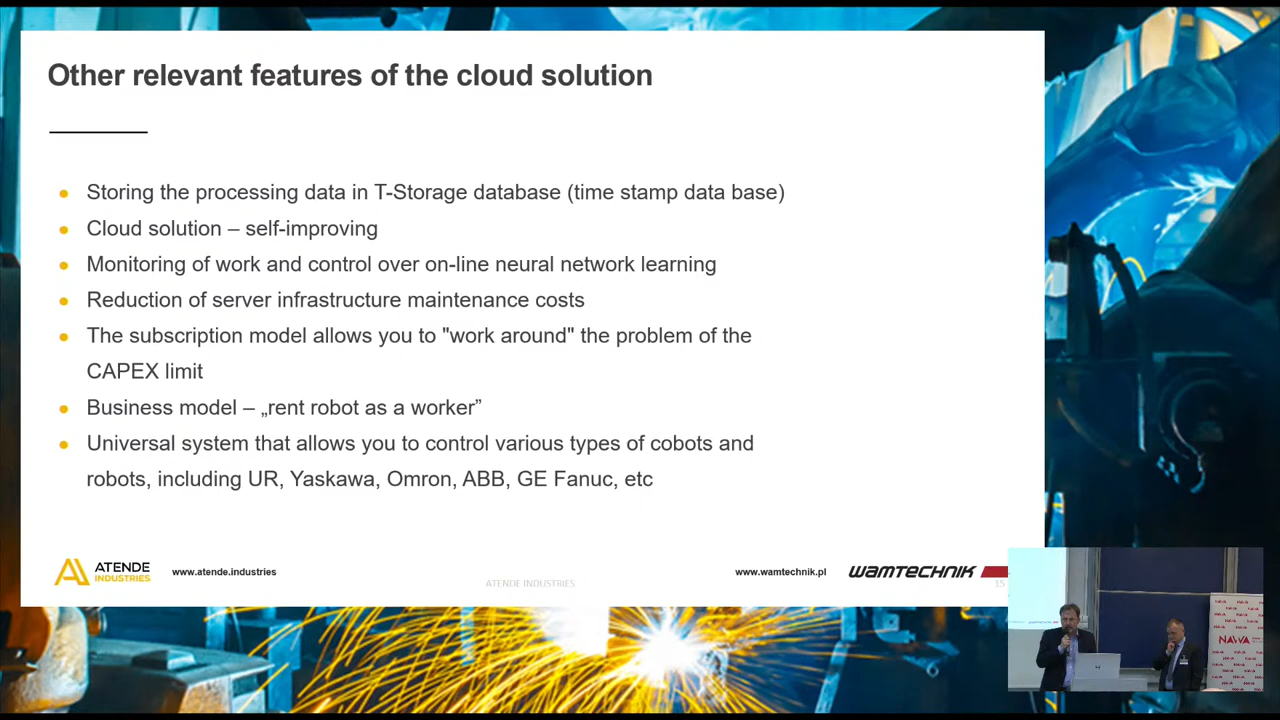 Other relevant features of the cloud solution
Storing the processing data in T-Storage database (time stamp data base)
Cloud solution – self-improving
Monitoring of work and control over on-line neural network learning
Reduction of server infrastructure maintenance costs
The subscription model allows you to "work around" the problem of the
CAPEX limit
Business model – „rent robot as a worker”
Universal system that allows you to control various types of cobots and
robots, including UR, Yaskawa, Omron, ABB, GE Fanuc, etc
ATENDE
INDUSTRIES
www.atende.industries
ATENDE INDUSTRIES
www.wamtechnik.pl
WAMTECHNIK
15
NAWA